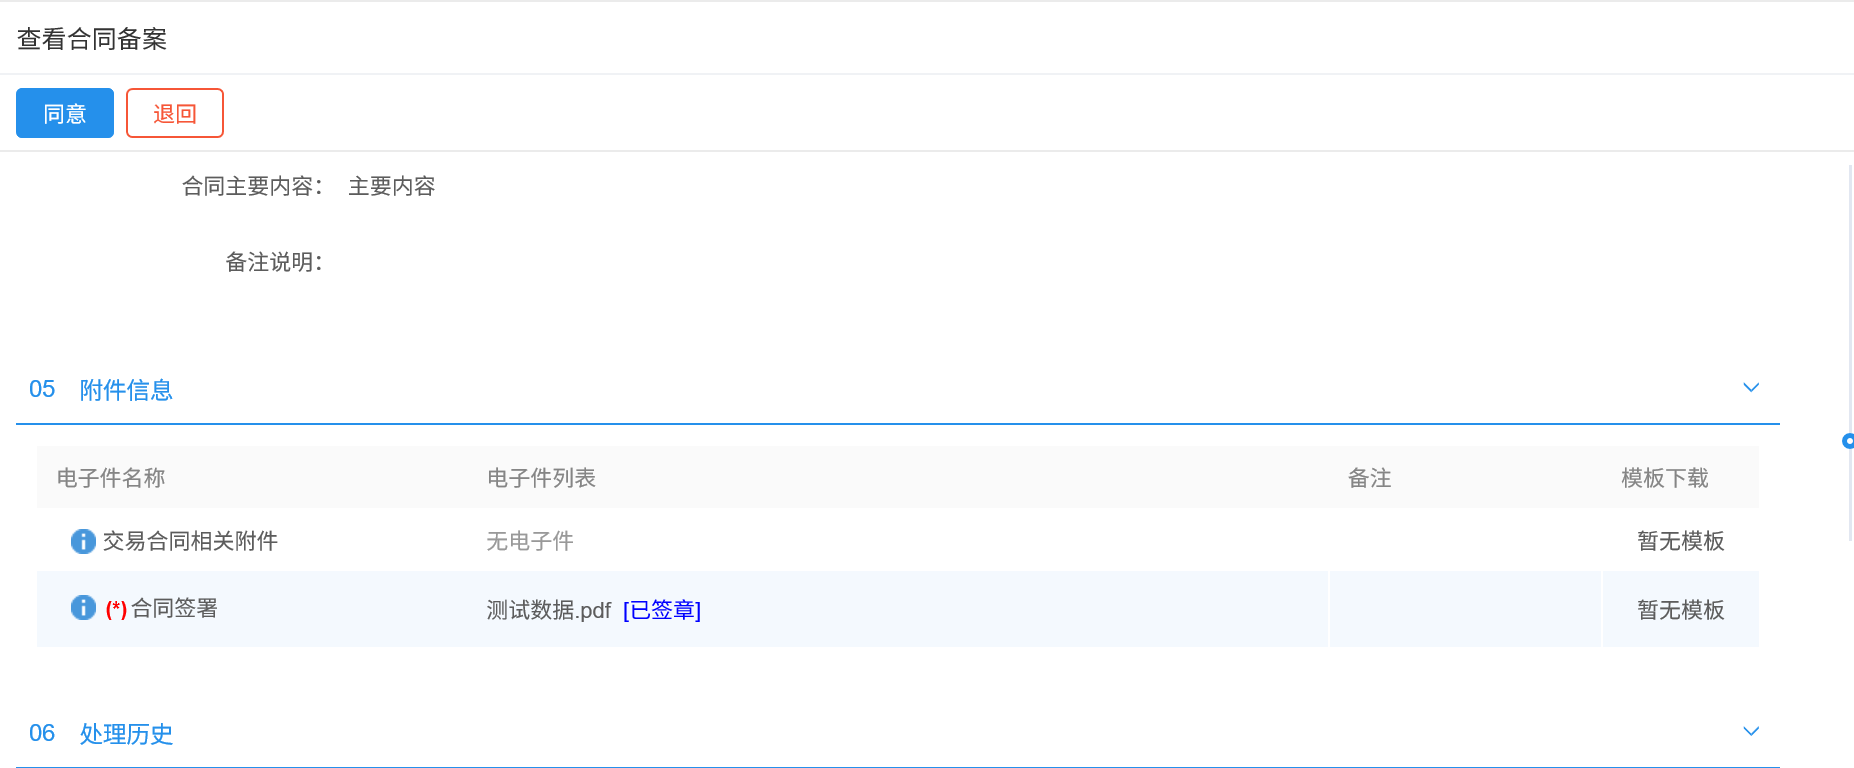 查看合同备案
同意 退回
合同主要内容： 主要内容
备注说明：
05 附件信息
电子件名称 电子件列表 备注 模板下载
交易合同相关附件 无电子件 暂无模板
(*)合同签署 测试数据.pdf [已签章] 暂无模板
06 处理历史